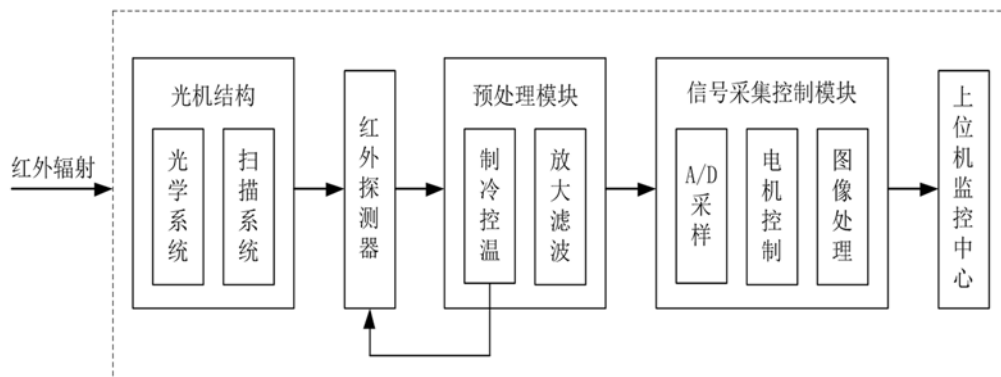 红外辐射
光机结构
光学系统
扫描系统
红外探测器
预处理模块
制冷控温
放大滤波
信号采集控制模块
A/D
采样
电机控制
图像处理
上位机监控中心